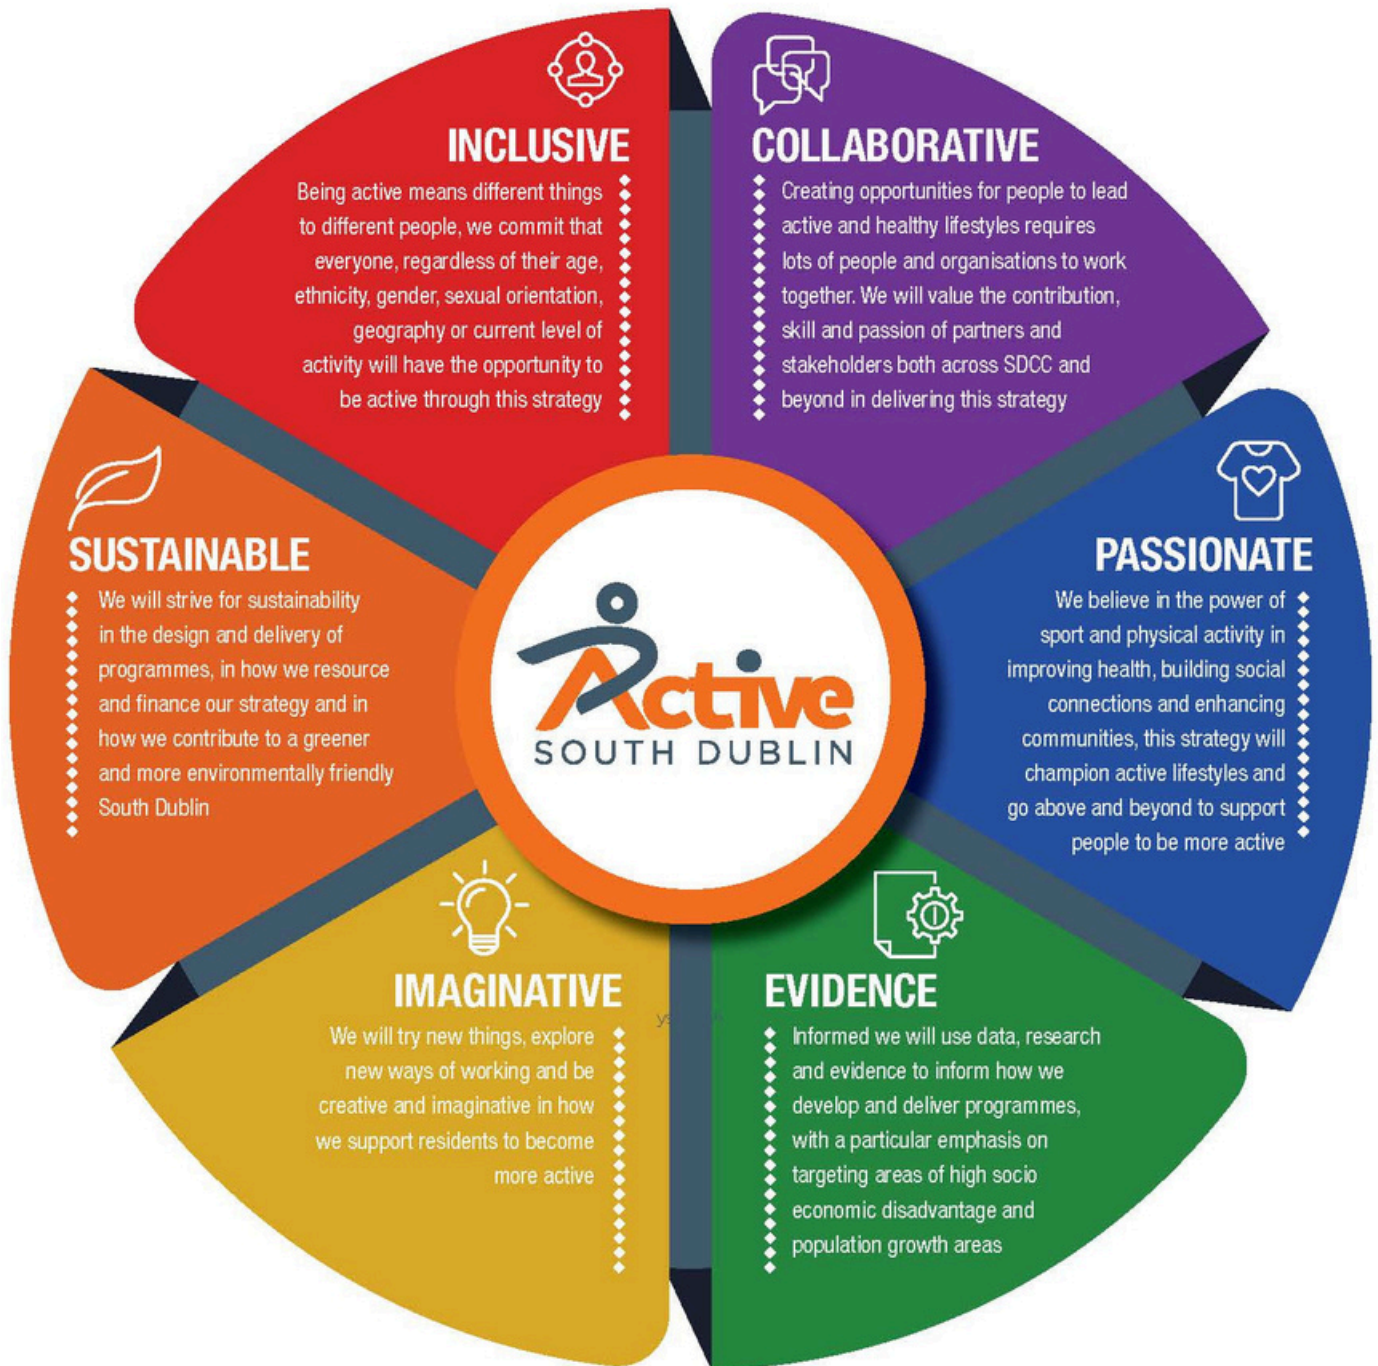 INCLUSIVE
Being active means different things
to different people, we commit that
everyone, regardless of their age,
ethnicity, gender, sexual orientation,
geography or current level of
activity will have the opportunity to
be active through this strategy
COLLABORATIVE
Creating opportunities for people to lead
active and healthy lifestyles requires
lots of people and organisations to work
together. We will value the contribution,
skill and passion of partners and
stakeholders both across SDCC and
beyond in delivering this strategy
SUSTAINABLE
We will strive for sustainability
in the design and delivery of
programmes, in how we resource
and finance our strategy and in
how we contribute to a greener
and more environmentally friendly
South Dublin
Active
SOUTH DUBLIN
PASSIONATE
We believe in the power of
sport and physical activity in
improving health, building social
connections and enhancing
communities, this strategy will
champion active lifestyles and
go above and beyond to support
people to be more active
IMAGINATIVE
We will try new things, explore
new ways of working and be
creative and imaginative in how
we support residents to become
more active
EVIDENCE
Informed we will use data, research
and evidence to inform how we
develop and deliver programmes,
with a particular emphasis on
targeting areas of high socio
economic disadvantage and
population growth areas